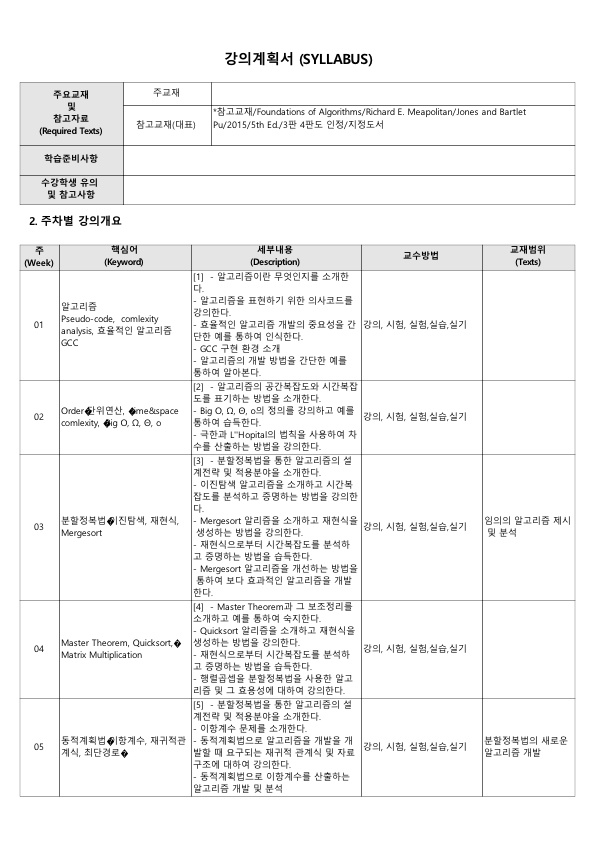 강의계획서 (SYLLABUS)
주요교재
및
참고자료
(Required Texts)
주교재
참고교재(대표)
*참고교재/Foundations of Algorithms/Richard E. Meapolitan/Jones and Bartlet
Pu/2015/5th Ed./3판 4판도 인정/지정도서
학습준비사항
수강학생 유의
및 참고사항
2. 주차별 강의개요
주
(Week)
핵심어
(Keyword)
세부내용
(Description)
교수방법
교재범위
(Texts)
01
알고리즘
Pseudo-code,  comlexity
analysis, 효율적인 알고리즘
GCC
[1]  - 알고리즘이란 무엇인지를 소개한
다.
- 알고리즘을 표현하기 위한 의사코드를
강의한다.
- 효율적인 알고리즘 개발의 중요성을 간
단한 예를 통하여 인식한다.
- GCC 구현 환경 소개
- 알고리즘의 개발 방법을 간단한 예를
통하여 알아본다.
강의, 시험, 실험,실습,실기
02
Order�단위연산, �me&space
comlexity, �ig O, Ω, Θ, o
[2]  - 알고리즘의 공간복잡도와 시간복잡
도를 표기하는 방법을 소개한다.
- Big O, Ω, Θ, o의 정의를 강의하고 예를
통하여 습득한다.
- 극한과 L''Hopital의 법칙을 사용하여 차
수를 산출하는 방법을 강의한다.
강의, 시험, 실험,실습,실기
03
분할정복법�이진탐색, 재현식,
Mergesort
[3]  - 분할정복법을 통한 알고리즘의 설
계전략 및 적용분야을 소개한다.
- 이진탐색 알고리즘을 소개하고 시간복
잡도를 분석하고 증명하는 방법을 강의한
다.
- Mergesort 알리즘을 소개하고 재현식을
생성하는 방법을 강의한다.
- 재현식으로부터 시간복잡도를 분석하
고 증명하는 방법을 습득한다.
- Mergesort 알고리즘을 개선하는 방법을
통하여 보다 효과적인 알고리즘을 개발
한다.
강의, 시험, 실험,실습,실기
임의의 알고리즘 제시
및 분석
04
Master Theorem, Quicksort,�
Matrix Multiplication
[4]  - Master Theorem과 그 보조정리를
소개하고 예를 통하여 숙지한다.
- Quicksort 알리즘을 소개하고 재현식을
생성하는 방법을 강의한다.
- 재현식으로부터 시간복잡도를 분석하
고 증명하는 방법을 습득한다.
- 행렬곱셉을 분할정복법을 사용한 알고
리즘 및 그 효용성에 대하여 강의한다.
강의, 시험, 실험,실습,실기
05
동적계획법�이항계수, 재귀적관
계식, 최단경로�
[5]  - 분할정복법을 통한 알고리즘의 설
계전략 및 적용분야을 소개한다.
- 이항계수 문제를 소개한다.
- 동적계획법으로 알고리즘을 개발을 개
발할 때 요구되는 재귀적 관계식 및 자료
구조에 대하여 강의한다.
- 동적계획법으로 이항계수를 산출하는
알고리즘 개발 및 분석
강의, 시험, 실험,실습,실기
분할정복법의 새로운
알고리즘 개발